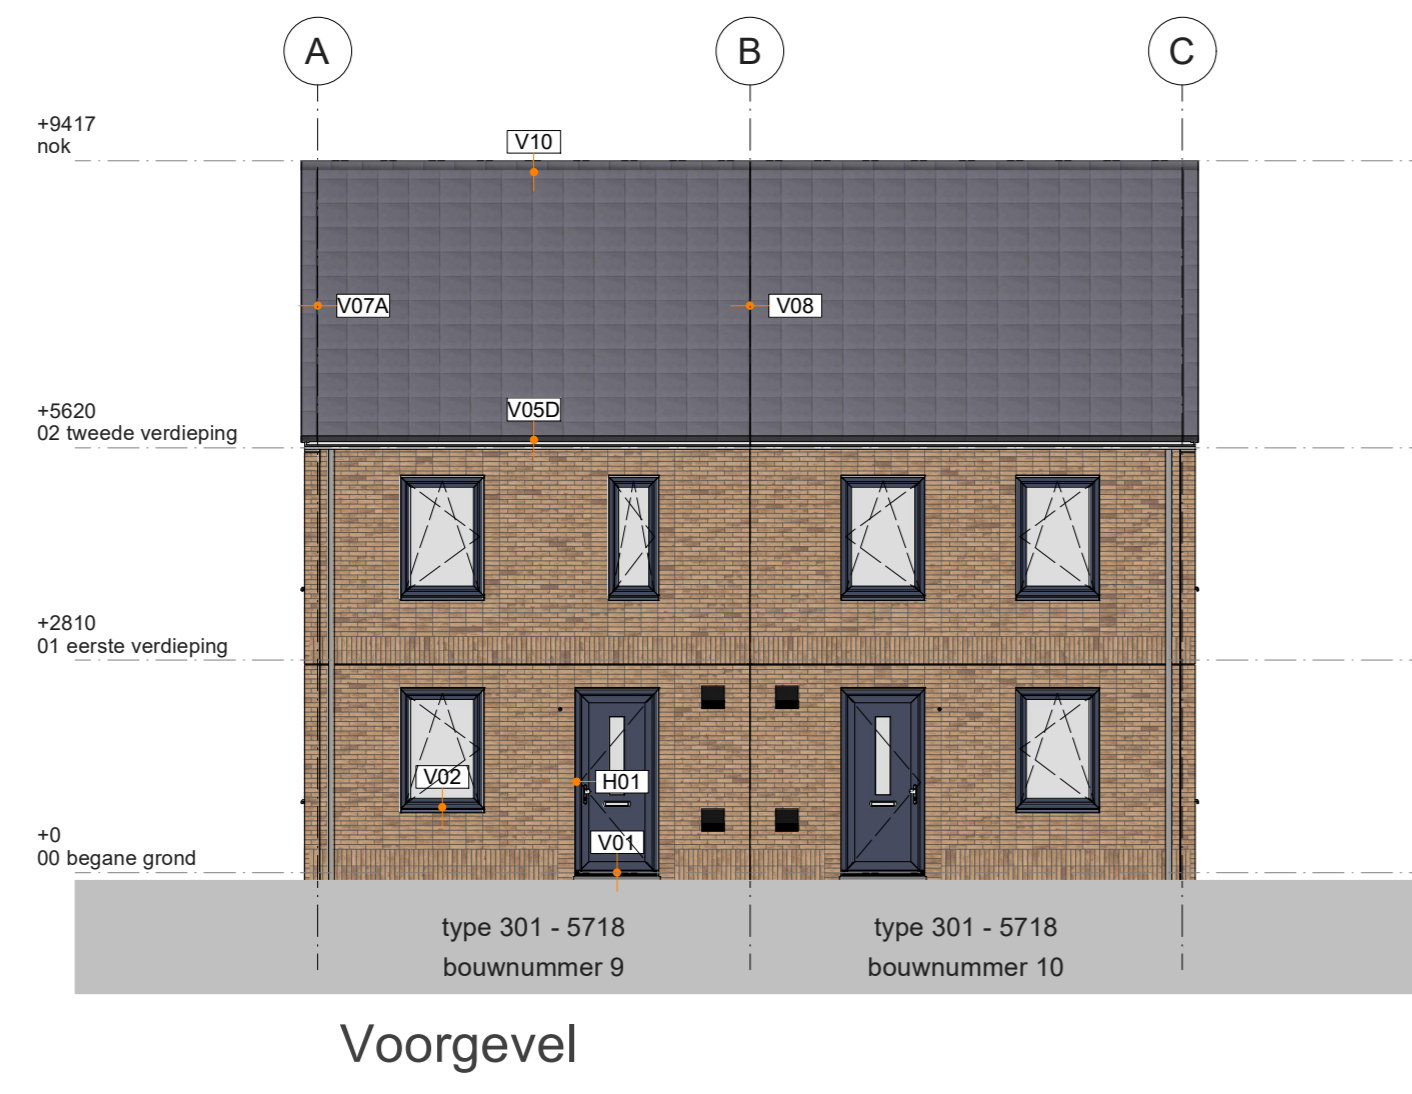 A
B
C
+9417
nok
V10
V07A
V08
+5620
02 tweede verdieping
V05D
+2810
01 eerste verdieping
V02
H01
+0
00 begane grond
V01
type 301 - 5718
bouwnummer 9
type 301 - 5718
bouwnummer 10
Voorgevel